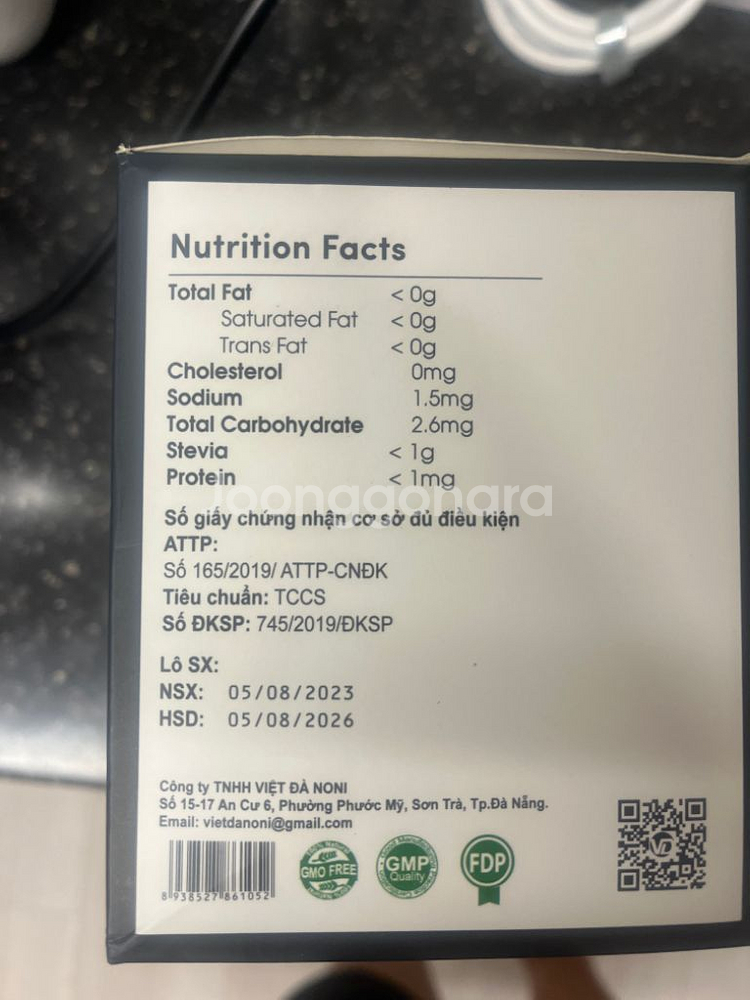 Nutrition Facts
Total Fat < 0g
Saturated Fat < 0g
Trans Fat < 0g
Cholesterol 0mg
Sodium 1.5mg
Total Carbohydrate 2.6mg
Stevia < 1g
Protein < 1mg
joonggonara
Số giấy chứng nhận cơ sở đủ điều kiện
ATTP:
Số 165/2019/ ATTP-CNĐK
Tiêu chuẩn: TCCS
Số ĐKSP: 745/2019/ĐKSP
Lô SX:
NSX: 05/08/2023
HSD: 05/08/2026
Công ty TNHH VIỆT ĐÀ NONI
Số 15-17 An Cư 6, Phường Phước Mỹ, Sơn Trà, Tp.Đà Nẵng.
Email: vietdanoni@gmail.com
8 938527 861052
100% Natural
GMO FREE
GMP
Quality
FDP